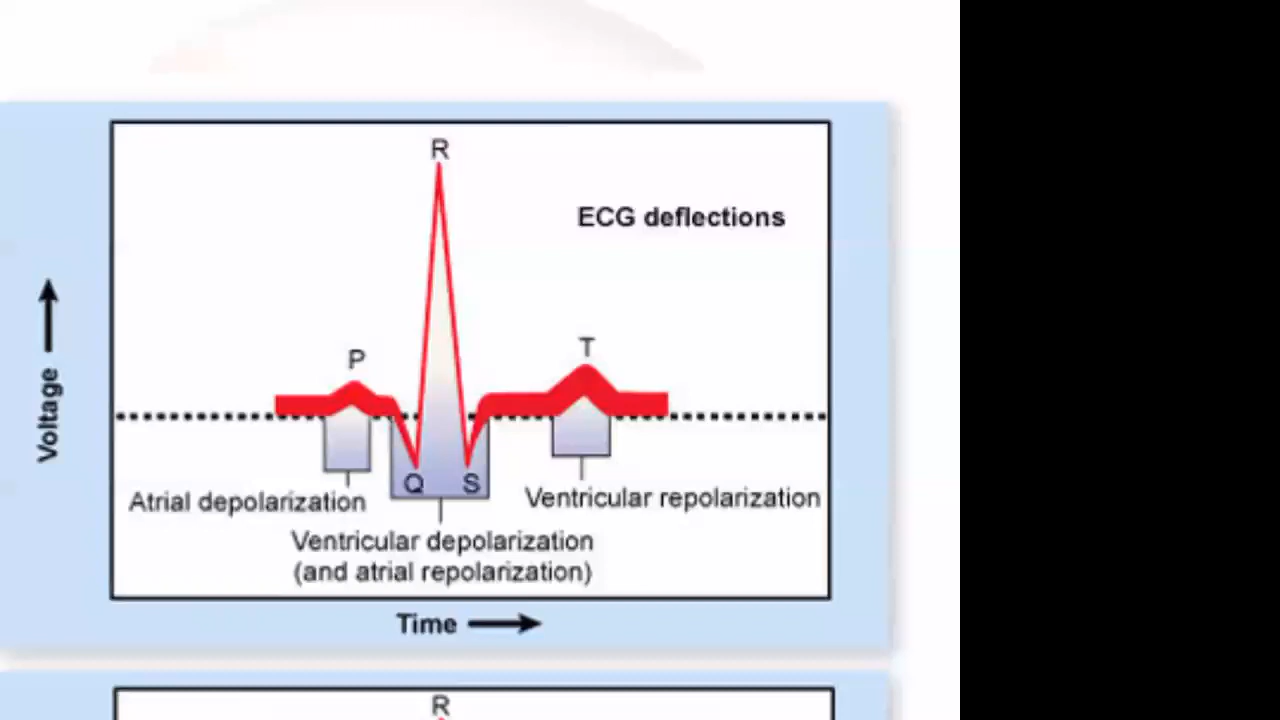 R
ECG deflections
P
T
Voltage
Q
S
Atrial depolarization
Ventricular repolarization
Ventricular depolarization
(and atrial repolarization)
Time
R